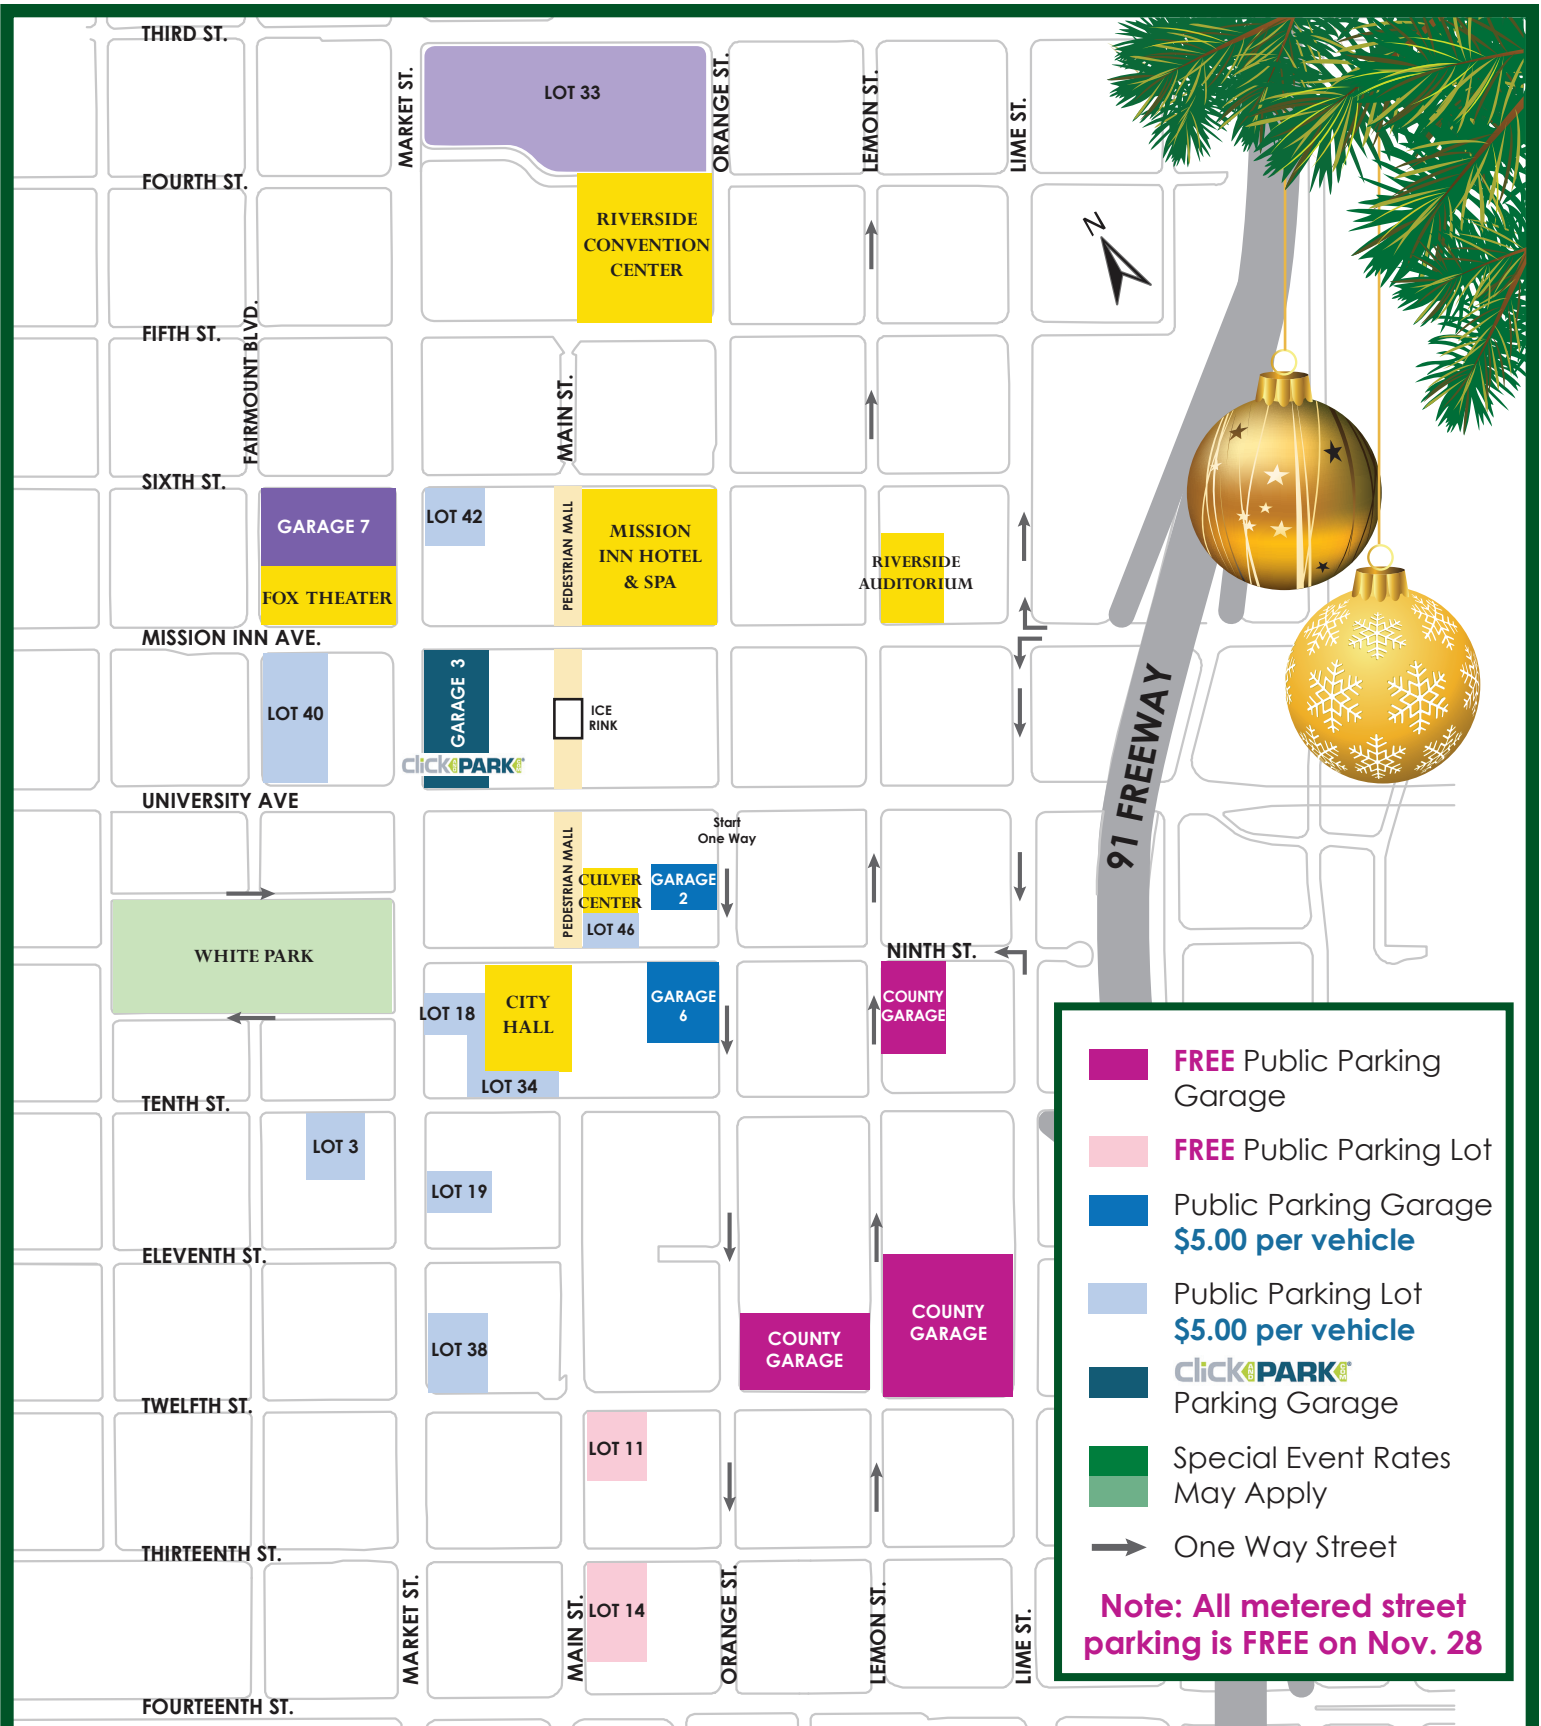 THIRD ST.
MARKET ST.
LOT 33
ORANGE ST.
LEMON ST.
LIME ST.
FOURTH ST.
RIVERSIDE
CONVENTION
CENTER
N
FIFTH ST.
FAIRMOUNT BLVD.
MAIN ST.
SIXTH ST.
GARAGE 7
FOX THEATER
LOT 42
PEDESTRIAN MALL
MISSION
INN HOTEL
& SPA
RIVERSIDE
AUDITORIUM
MISSION INN AVE.
LOT 40
GARAGE 3
ICE
RINK
91 FREEWAY
Click PARK
UNIVERSITY AVE
Start
One Way
PEDESTRIAN MALL
CULVER
CENTER
GARAGE
2
LOT 46
WHITE PARK
NINTH ST.
LOT 18
CITY
HALL
GARAGE
6
COUNTY
GARAGE
LOT 34
TENTH ST.
LOT 3
LOT 19
ELEVENTH ST.
LOT 38
COUNTY
GARAGE
COUNTY
GARAGE
TWELFTH ST.
LOT 11
THIRTEENTH ST.
MARKET ST.
MAIN ST.
LOT 14
ORANGE ST.
LEMON ST.
LIME ST.
FOURTEENTH ST.
FREE Public Parking
Garage
FREE Public Parking Lot
Public Parking Garage
$5.00 per vehicle
Public Parking Lot
$5.00 per vehicle
Click PARK
Parking Garage
Special Event Rates
May Apply
One Way Street
Note: All metered street
parking is FREE on Nov. 28